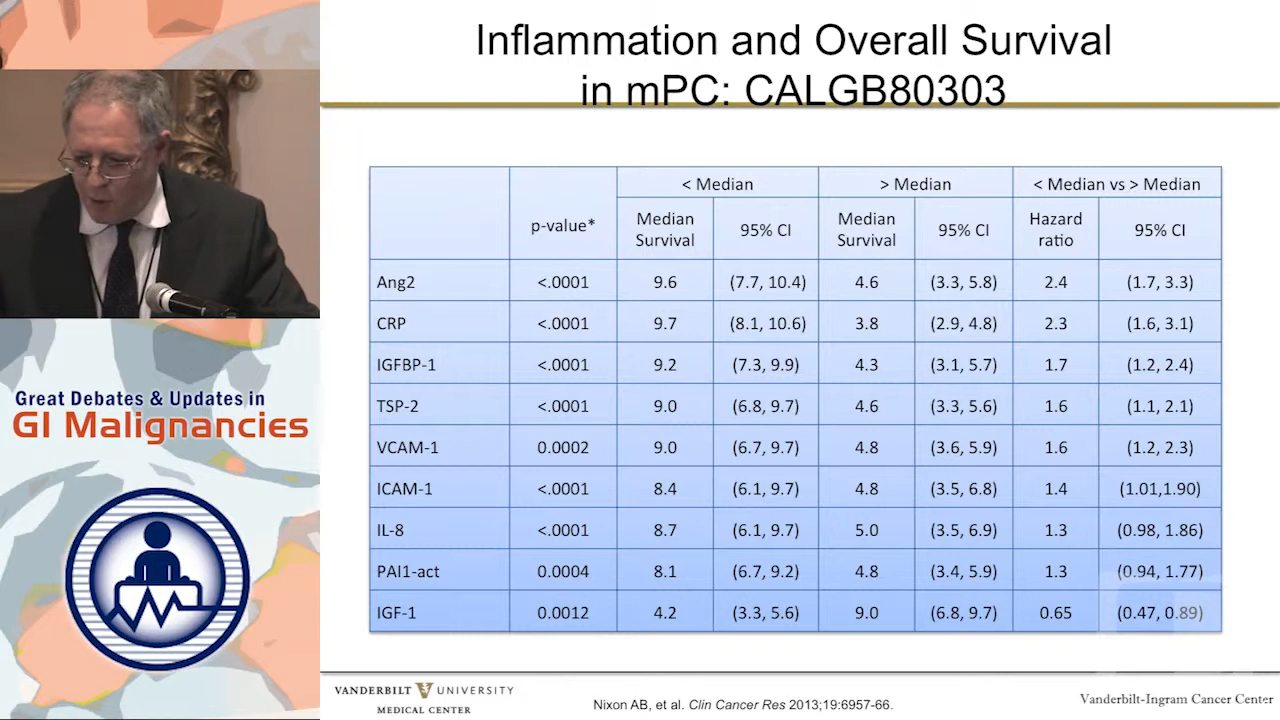 Inflammation and Overall Survival
in mPC: CALGB80303
< Median > Median < Median vs > Median
p-value* Median Survival 95% CI Median Survival 95% CI Hazard ratio 95% CI
Ang2 <.0001 9.6 (7.7, 10.4) 4.6 (3.3, 5.8) 2.4 (1.7, 3.3)
CRP <.0001 9.7 (8.1, 10.6) 3.8 (2.9, 4.8) 2.3 (1.6, 3.1)
IGFBP-1 <.0001 9.2 (7.3, 9.9) 4.3 (3.1, 5.7) 1.7 (1.2, 2.4)
TSP-2 <.0001 9.0 (6.8, 9.7) 4.6 (3.3, 5.6) 1.6 (1.1, 2.1)
VCAM-1 0.0002 9.0 (6.7, 9.7) 4.8 (3.6, 5.9) 1.6 (1.2, 2.3)
ICAM-1 <.0001 8.4 (6.1, 9.7) 4.8 (3.5, 6.8) 1.4 (1.01,1.90)
IL-8 <.0001 8.7 (6.1, 9.7) 5.0 (3.5, 6.9) 1.3 (0.98, 1.86)
PAI1-act 0.0004 8.1 (6.7, 9.2) 4.8 (3.4, 5.9) 1.3 (0.94, 1.77)
IGF-1 0.0012 4.2 (3.3, 5.6) 9.0 (6.8, 9.7) 0.65 (0.47, 0.89)
Great Debates & Updates in
GI Malignancies
VANDERBILT UNIVERSITY
MEDICAL CENTER
Nixon AB, et al. Clin Cancer Res 2013;19:6957-66.
Vanderbilt-Ingram Cancer Center